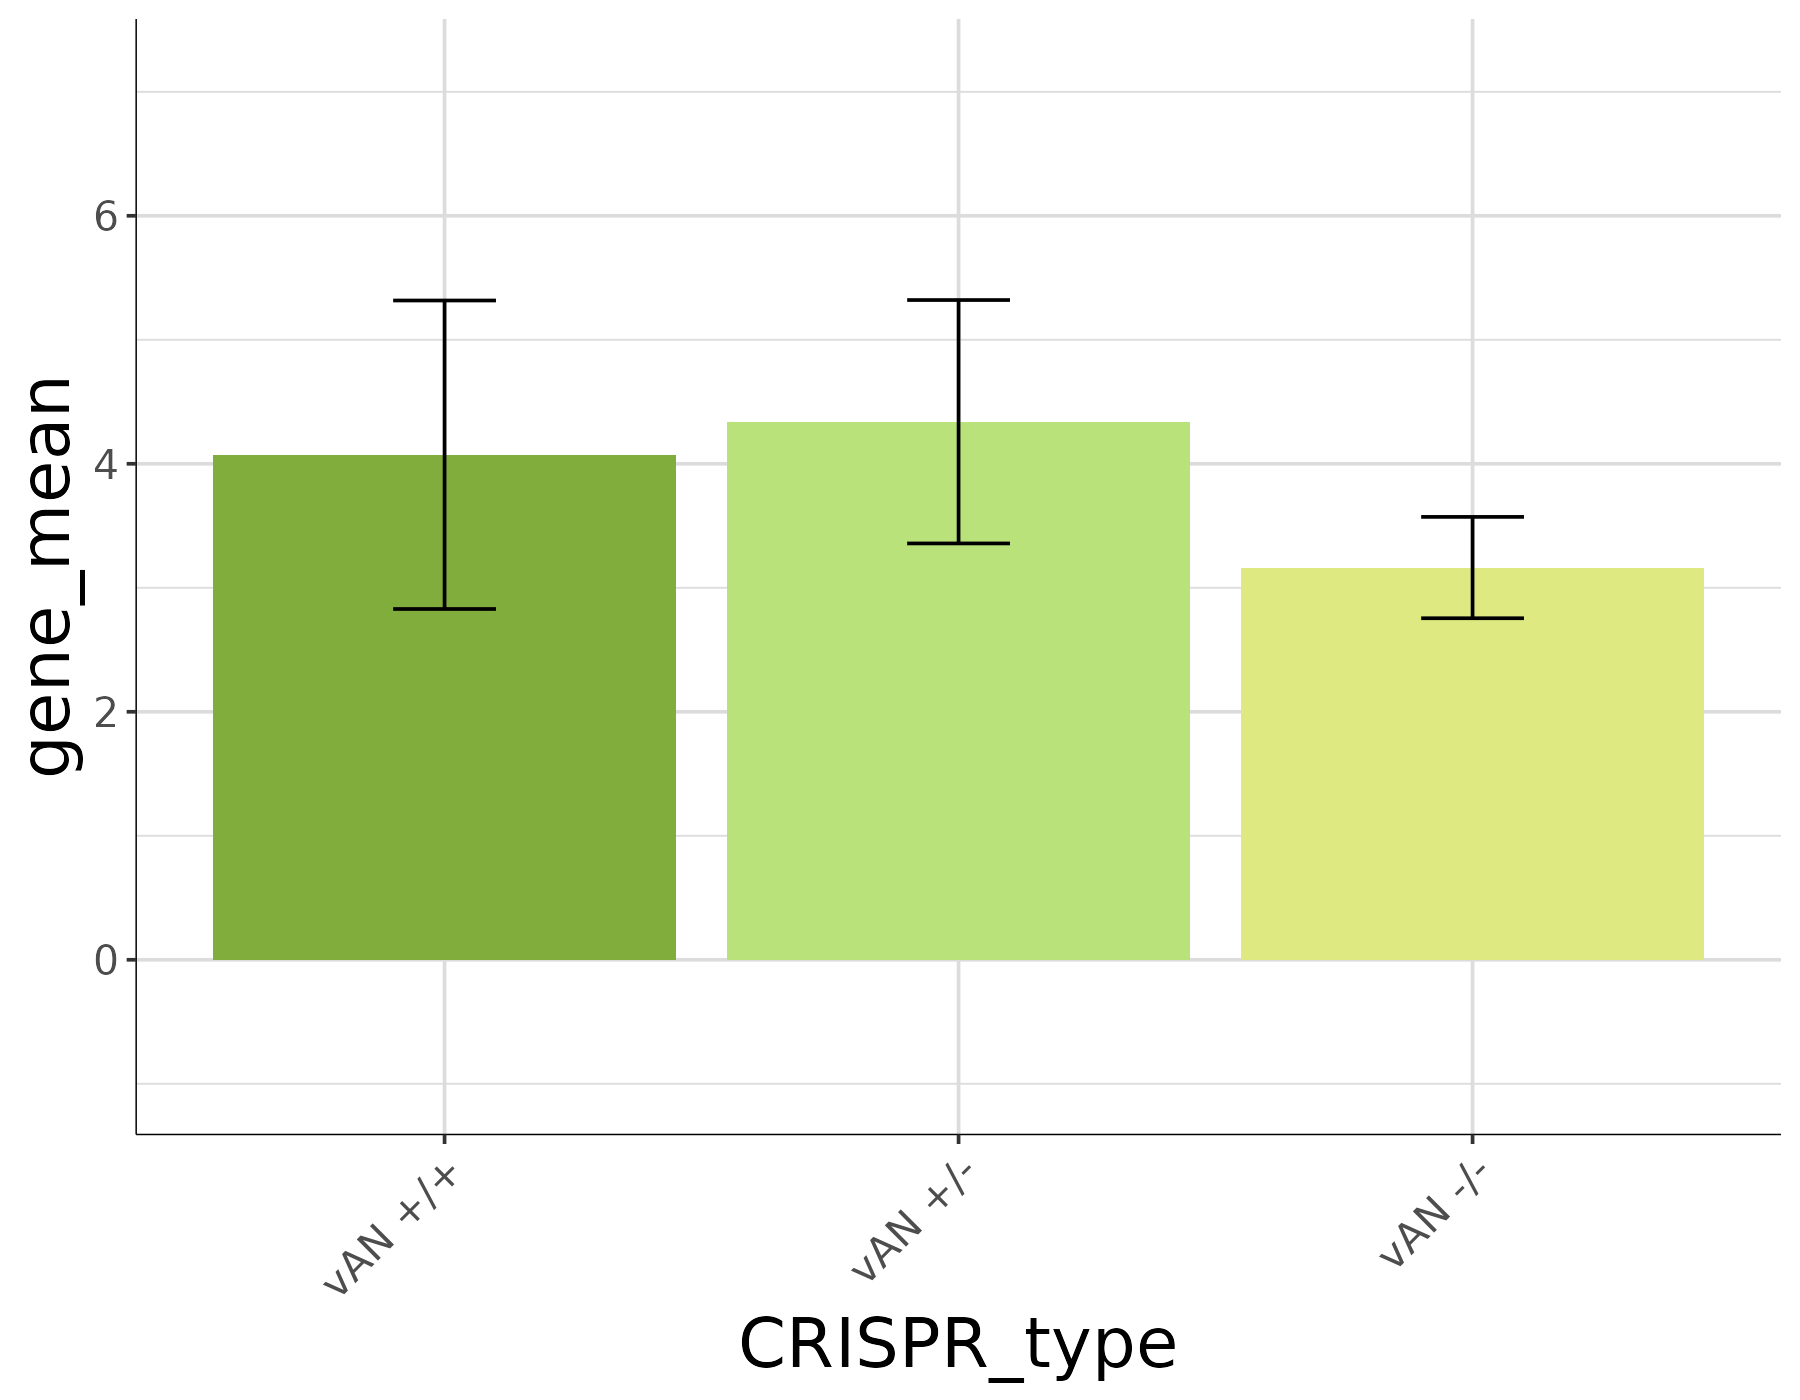 gene_mean
6
4
2
0
vAN +/+
vAN +/-
vAN -/-
CRISPR_type